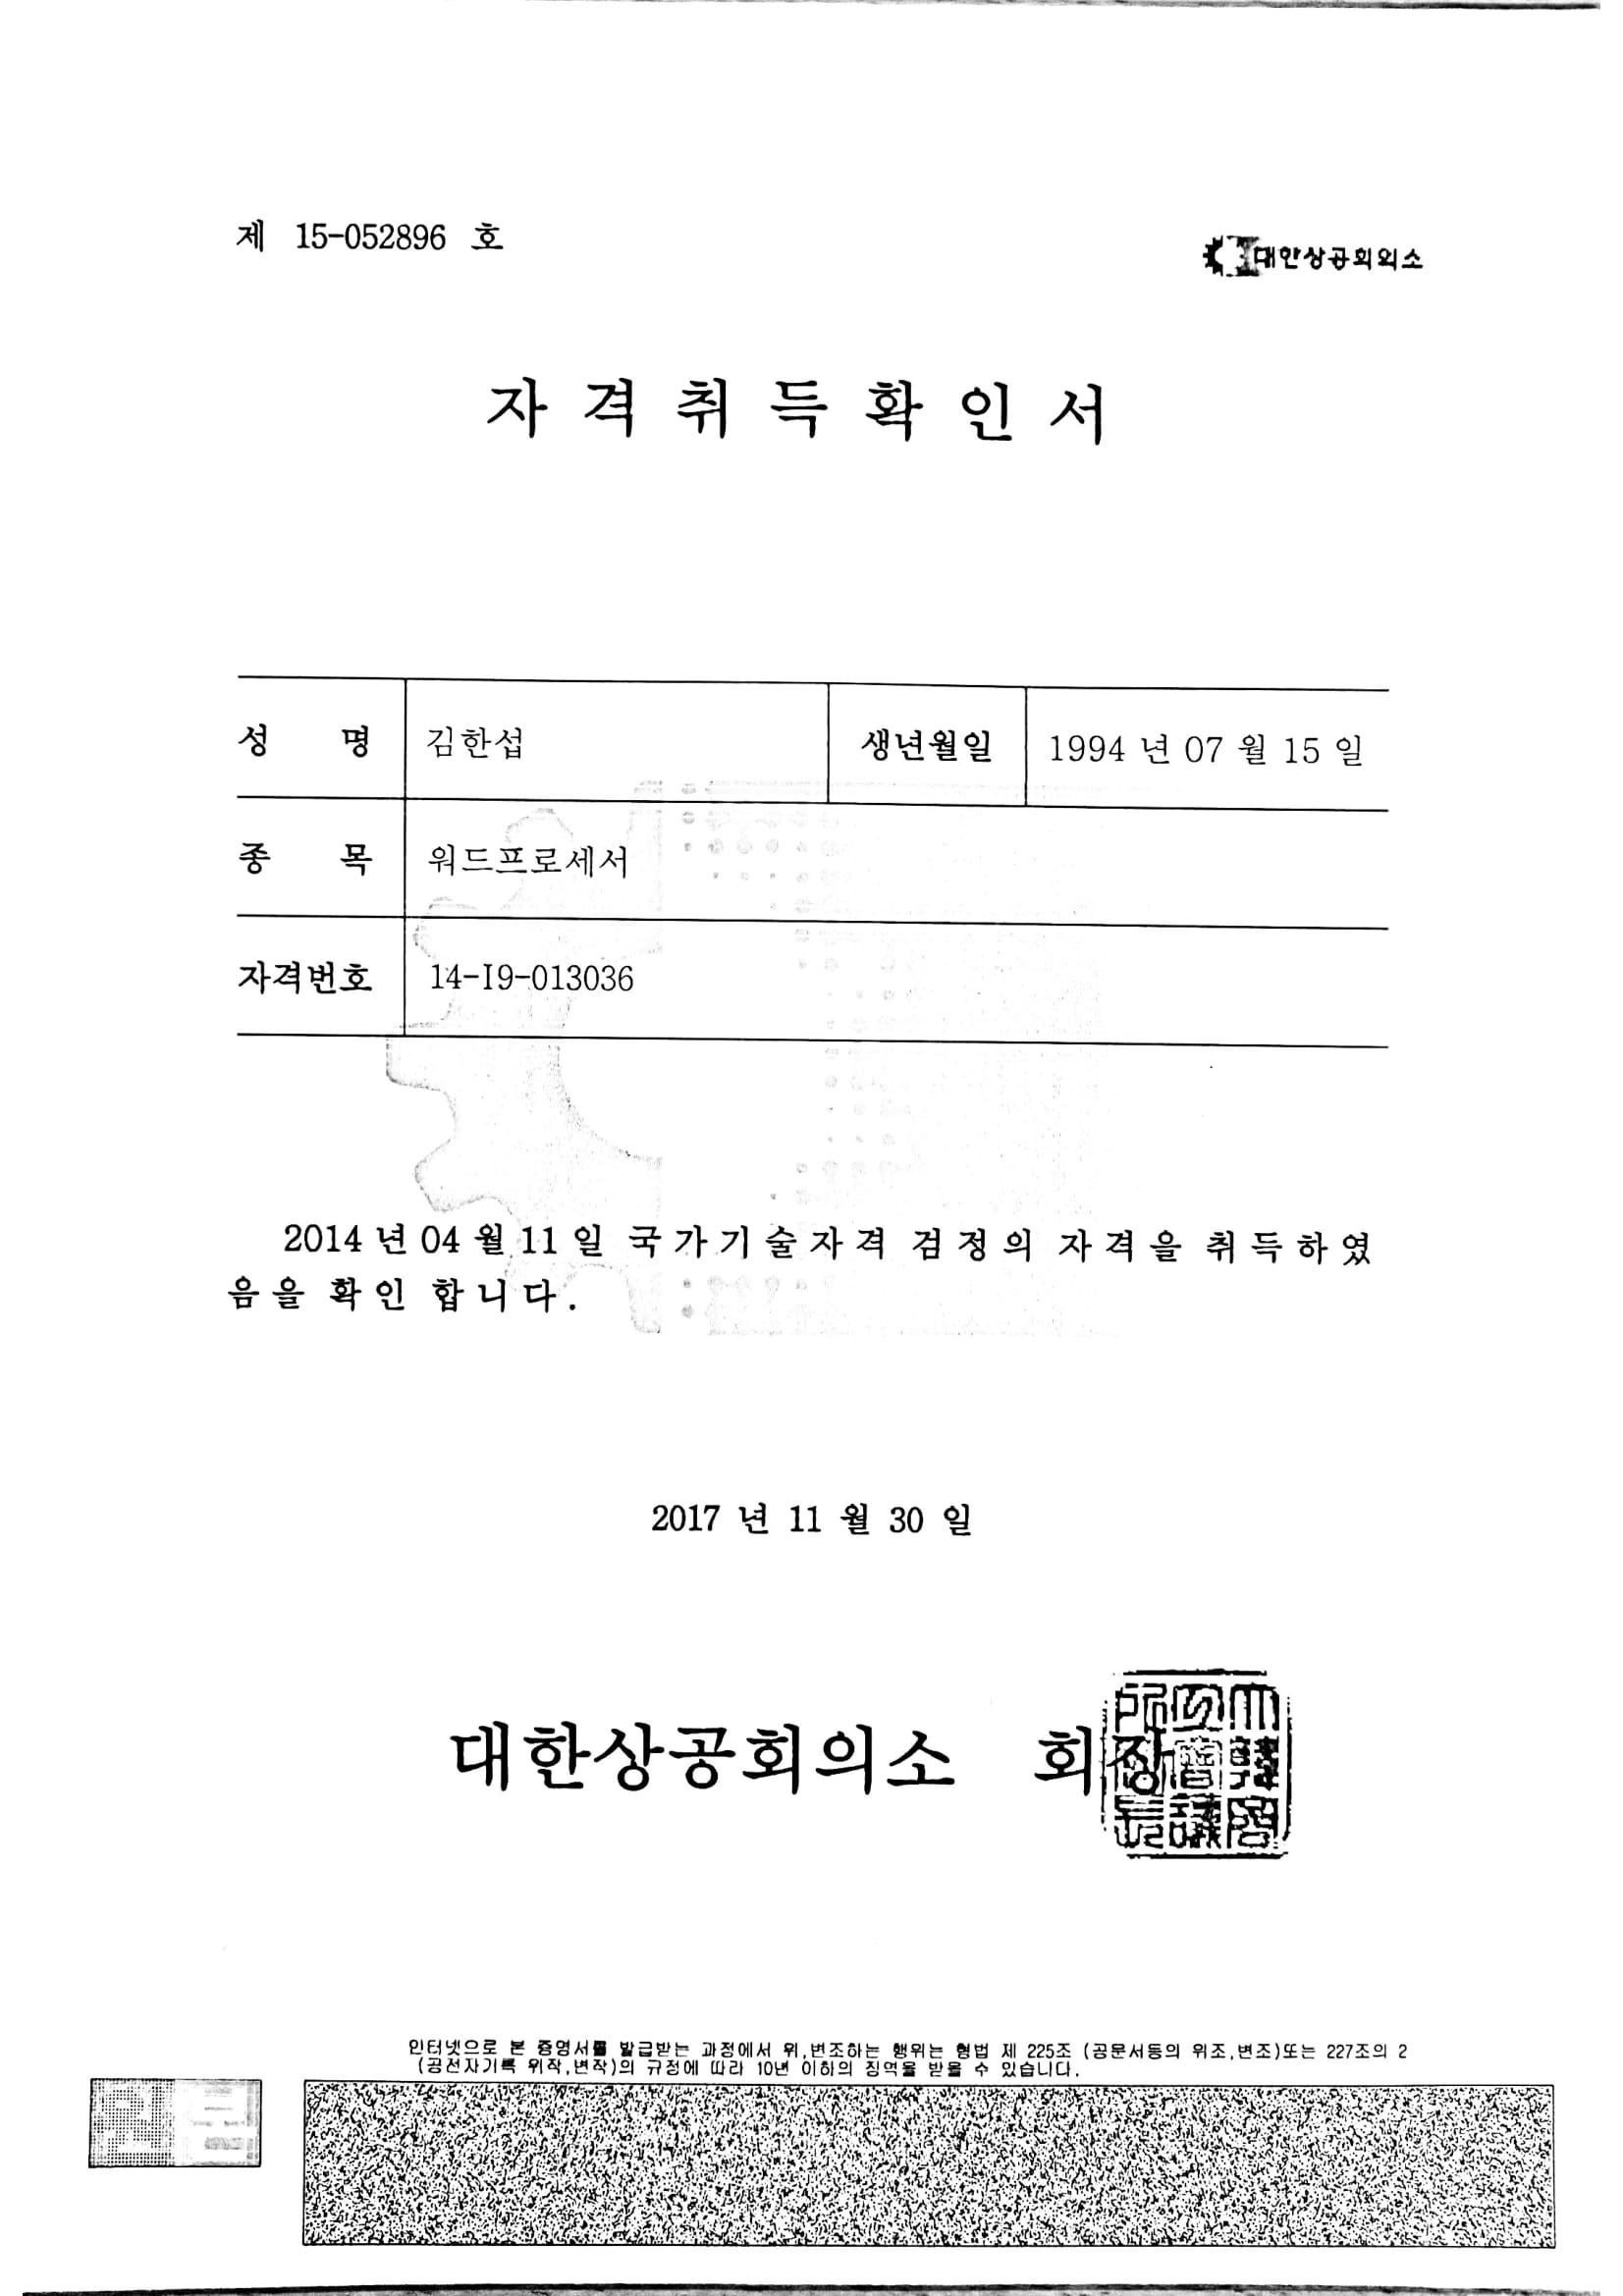 제 15-052896 호
대한상공회의소
자격취득확인서
성 명 김한섭 생년월일 1994 년 07 월 15 일
종 목 워드프로세서
자격번호 14-I9-013036
2014 년 04 월 11 일 국가기술자격 검정의 자격을 취득하였
음을 확인 합니다.
2017 년 11 월 30 일
대한상공회의소 회장
인터넷으로 본 증명서를 발급받는 과정에서 위,변조하는 행위는 형법 제 225조 (공문서등의 위조,변조)또는 227조의 2
(공전자기록 위작,변작)의 규정에 따라 10년 이하의 징역을 받을 수 있습니다.